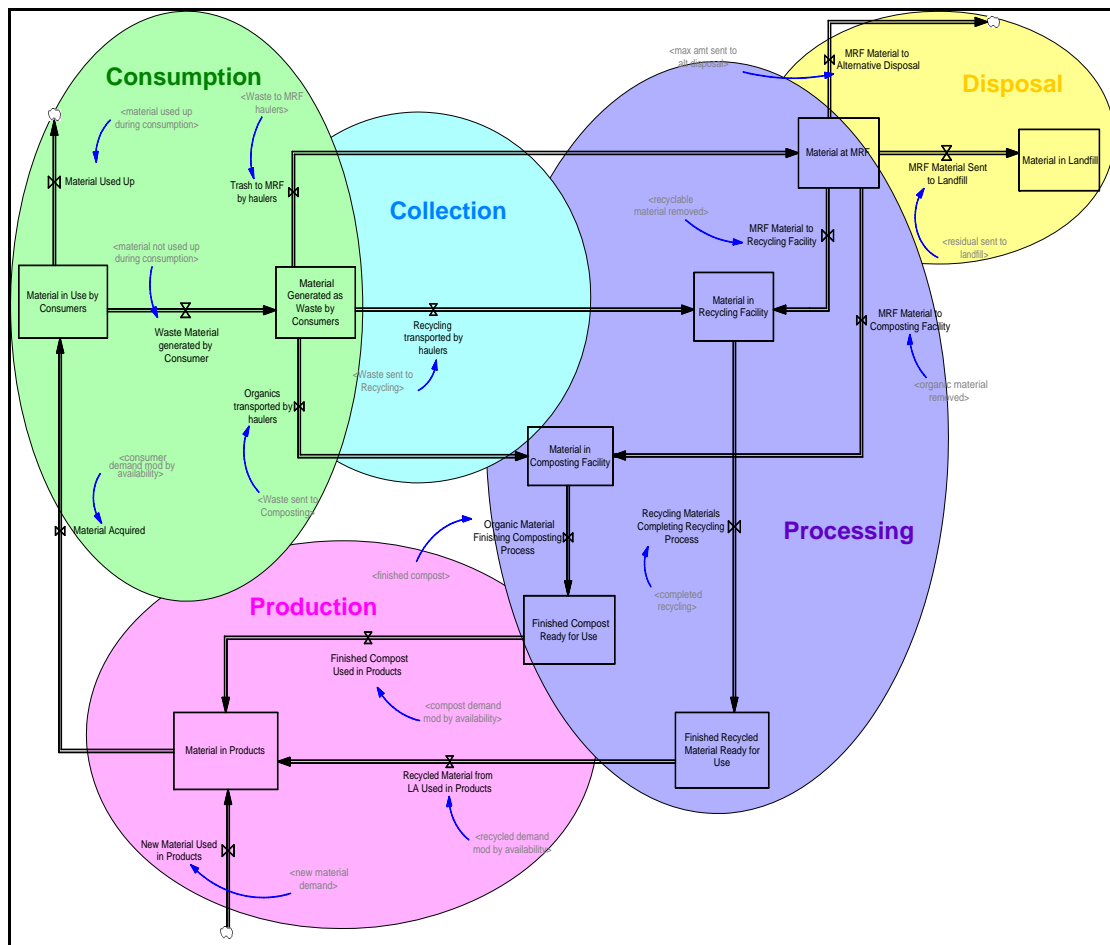 Consumption
<material used up
during consumption>
<Waste to MRF
haulers>
Material Used Up
Trash to MRF
by haulers
<material not used up
during consumption>
Material in Use by
Consumers
Waste Material
generated by
Consumer
Material
Generated as
Waste by
Consumers
Organics
transported by
haulers
<Waste sent to
Composting>
<consumer
demand mod by
availability>
Material Acquired
Collection
Recycling
transported by
haulers
<Waste sent to
Recycling>
<max amt sent to
alt disposal>
MRF Material to
Alternative Disposal
Disposal
Material at MRF
MRF Material Sent
to Landfill
Material in Landfill
<residual sent to
landfill>
<recyclable
material removed>
MRF Material to
Recycling Facility
Material in
Recycling Facility
MRF Material to
Composting Facility
<organic material
removed>
Material in
Composting Facility
Organic Material
Finishing Composting
Process
<finished compost>
Recycling Materials
Completing Recycling
Process
<completed
recycling>
Processing
Finished Compost
Ready for Use
Finished Recycled
Material Ready for
Use
Production
Finished Compost
Used in Products
<compost demand
mod by availability>
Material in Products
Recycled Material from
LA Used in Products
<recycled demand
mod by availability>
New Material Used
in Products
<new material
demand>